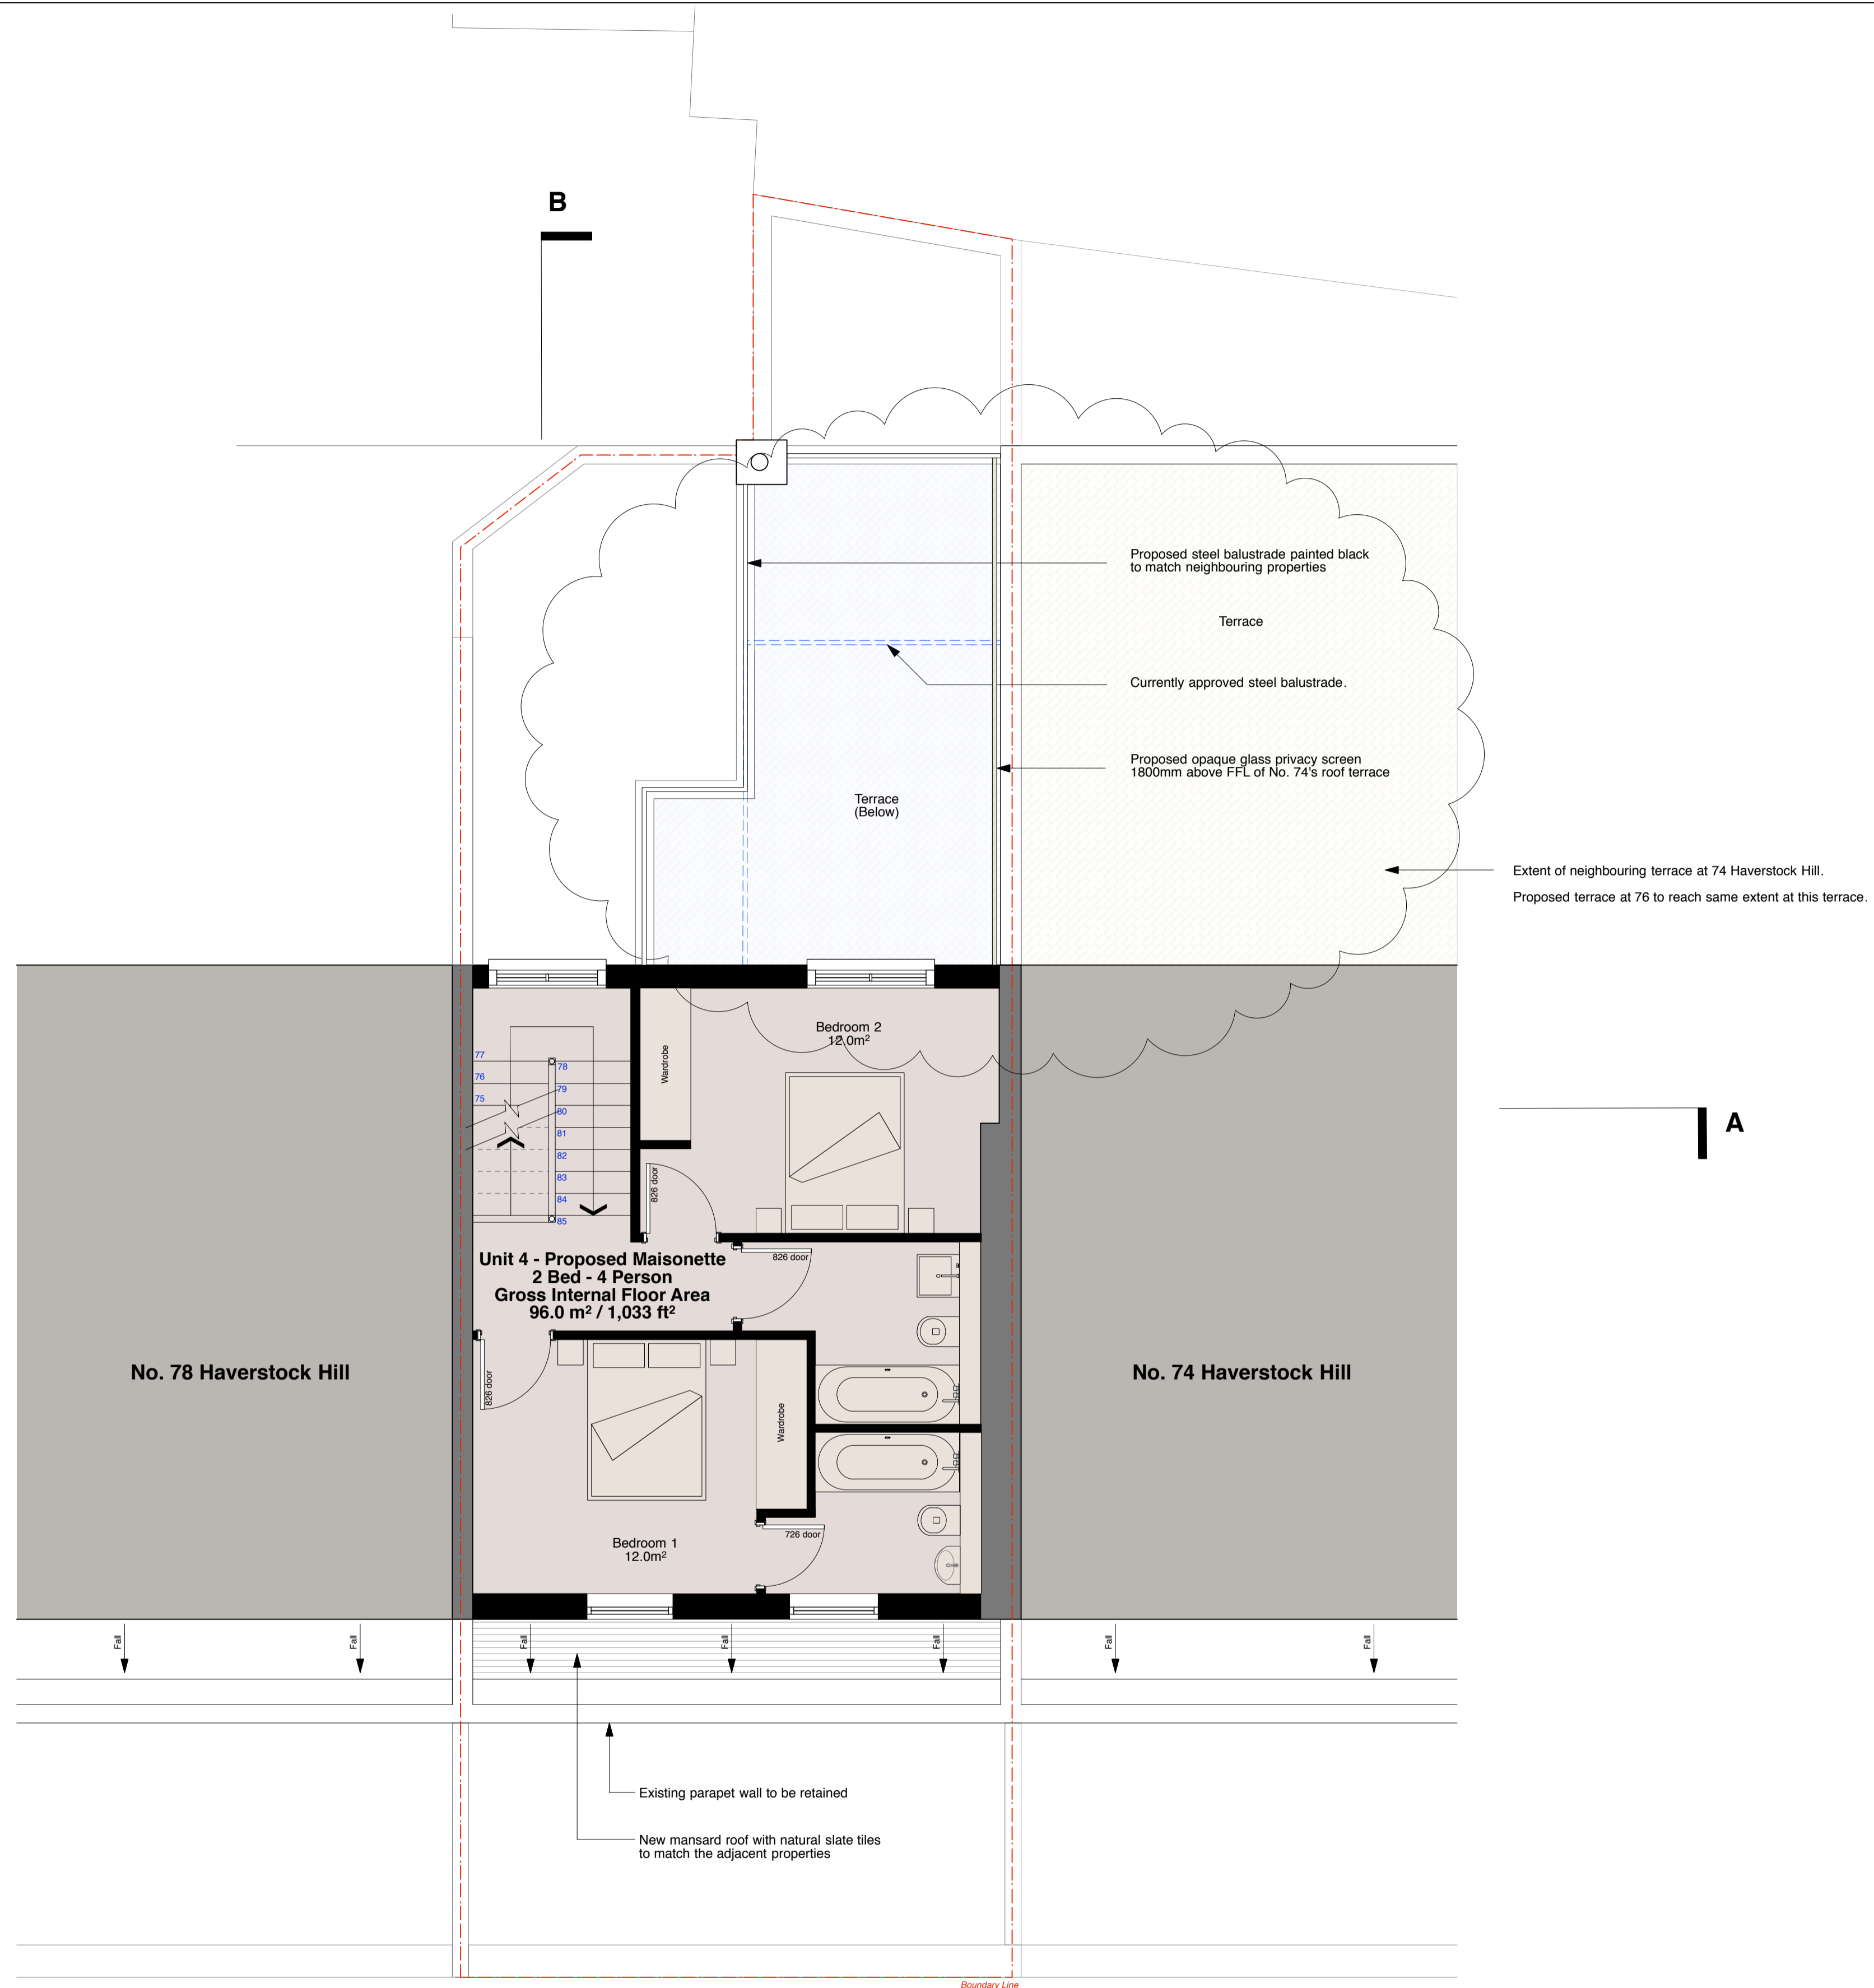 B
Proposed steel balustrade painted black
to match neighbouring properties
Terrace
Currently approved steel balustrade.
Proposed opaque glass privacy screen
1800mm above FFL of No. 74's roof terrace
Terrace
(Below)
Extent of neighbouring terrace at 74 Haverstock Hill.
Proposed terrace at 76 to reach same extent at this terrace.
Bedroom 2
12.0m²
Wardrobe
77
76
75
78
79
80
81
82
83
84
85
A
826 door
826 door
Unit 4 - Proposed Maisonette
2 Bed - 4 Person
Gross Internal Floor Area
96.0 m² / 1,033 ft²
No. 78 Haverstock Hill
No. 74 Haverstock Hill
826 door
Wardrobe
726 door
Bedroom 1
12.0m²
Fall
Fall
Fall
Fall
Fall
Fall
Fall
Existing parapet wall to be retained
New mansard roof with natural slate tiles
to match the adjacent properties
Boundary Line